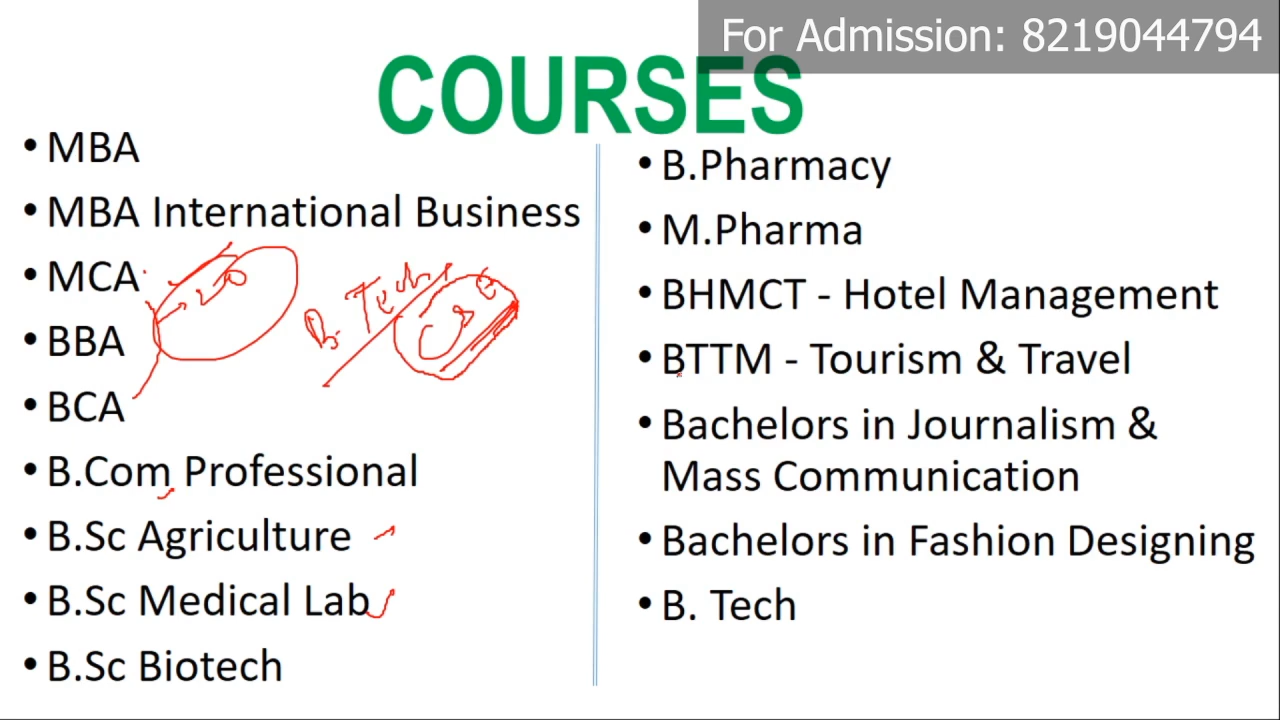 For Admission: 8219044794
COURSES
• MBA
• MBA International Business
• MCA
• BBA
• BCA
• B.Com Professional
• B.Sc Agriculture
• B.Sc Medical Lab
• B.Sc Biotech
B. Tech
• B.Pharmacy
• M.Pharma
• BHMCT - Hotel Management
• BTTM - Tourism & Travel
• Bachelors in Journalism &
Mass Communication
• Bachelors in Fashion Designing
• B. Tech